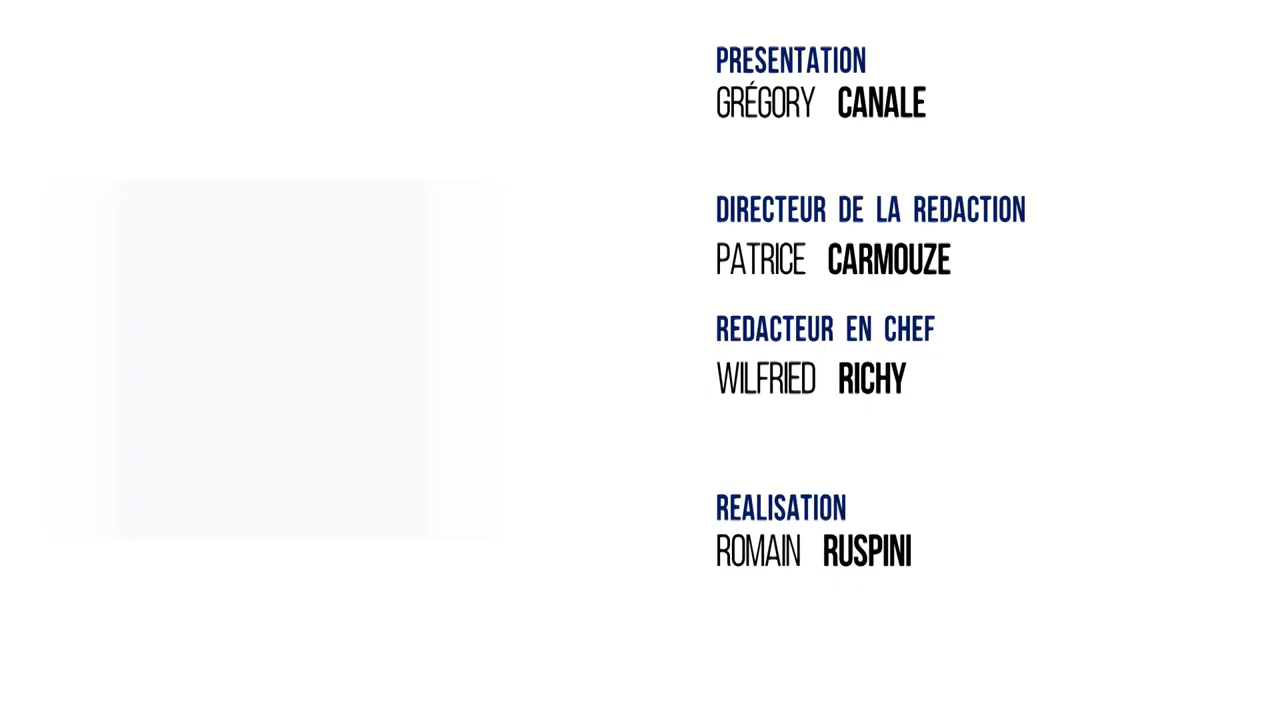 PRESENTATION
GRÉGORY CANALE
DIRECTEUR DE LA REDACTION
PATRICE CARMOUZE
REDACTEUR EN CHEF
WILFRIED RICHY
REALISATION
ROMAIN RUSPINI